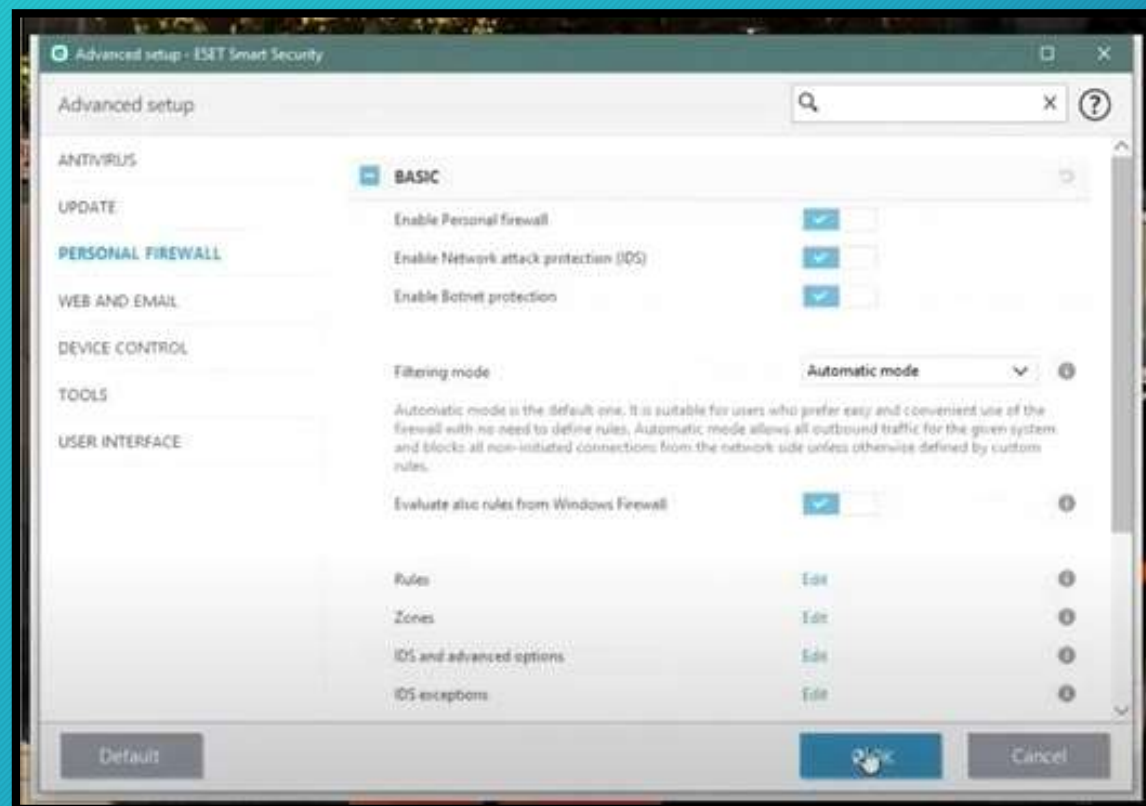 Advanced setup - ESET Smart Security
Advanced setup
ANTIVIRUS
UPDATE
PERSONAL FIREWALL
WEB AND EMAIL
DEVICE CONTROL
TOOLS
USER INTERFACE
BASIC
Enable Personal firewall
Enable Network attack protection (IDS)
Enable Botnet protection
Filtering mode
Automatic mode
Automatic mode is the default one. It is suitable for users who prefer easy and convenient use of the
firewall with no need to define rules. Automatic mode allows all outbound traffic for the given system
and blocks all non-initiated connections from the network side unless otherwise defined by custom
rules.
Evaluate also rules from Windows Firewall
Rules Edit
Zones Edit
IDS and advanced options Edit
IDS exceptions Edit
Default
Cancel